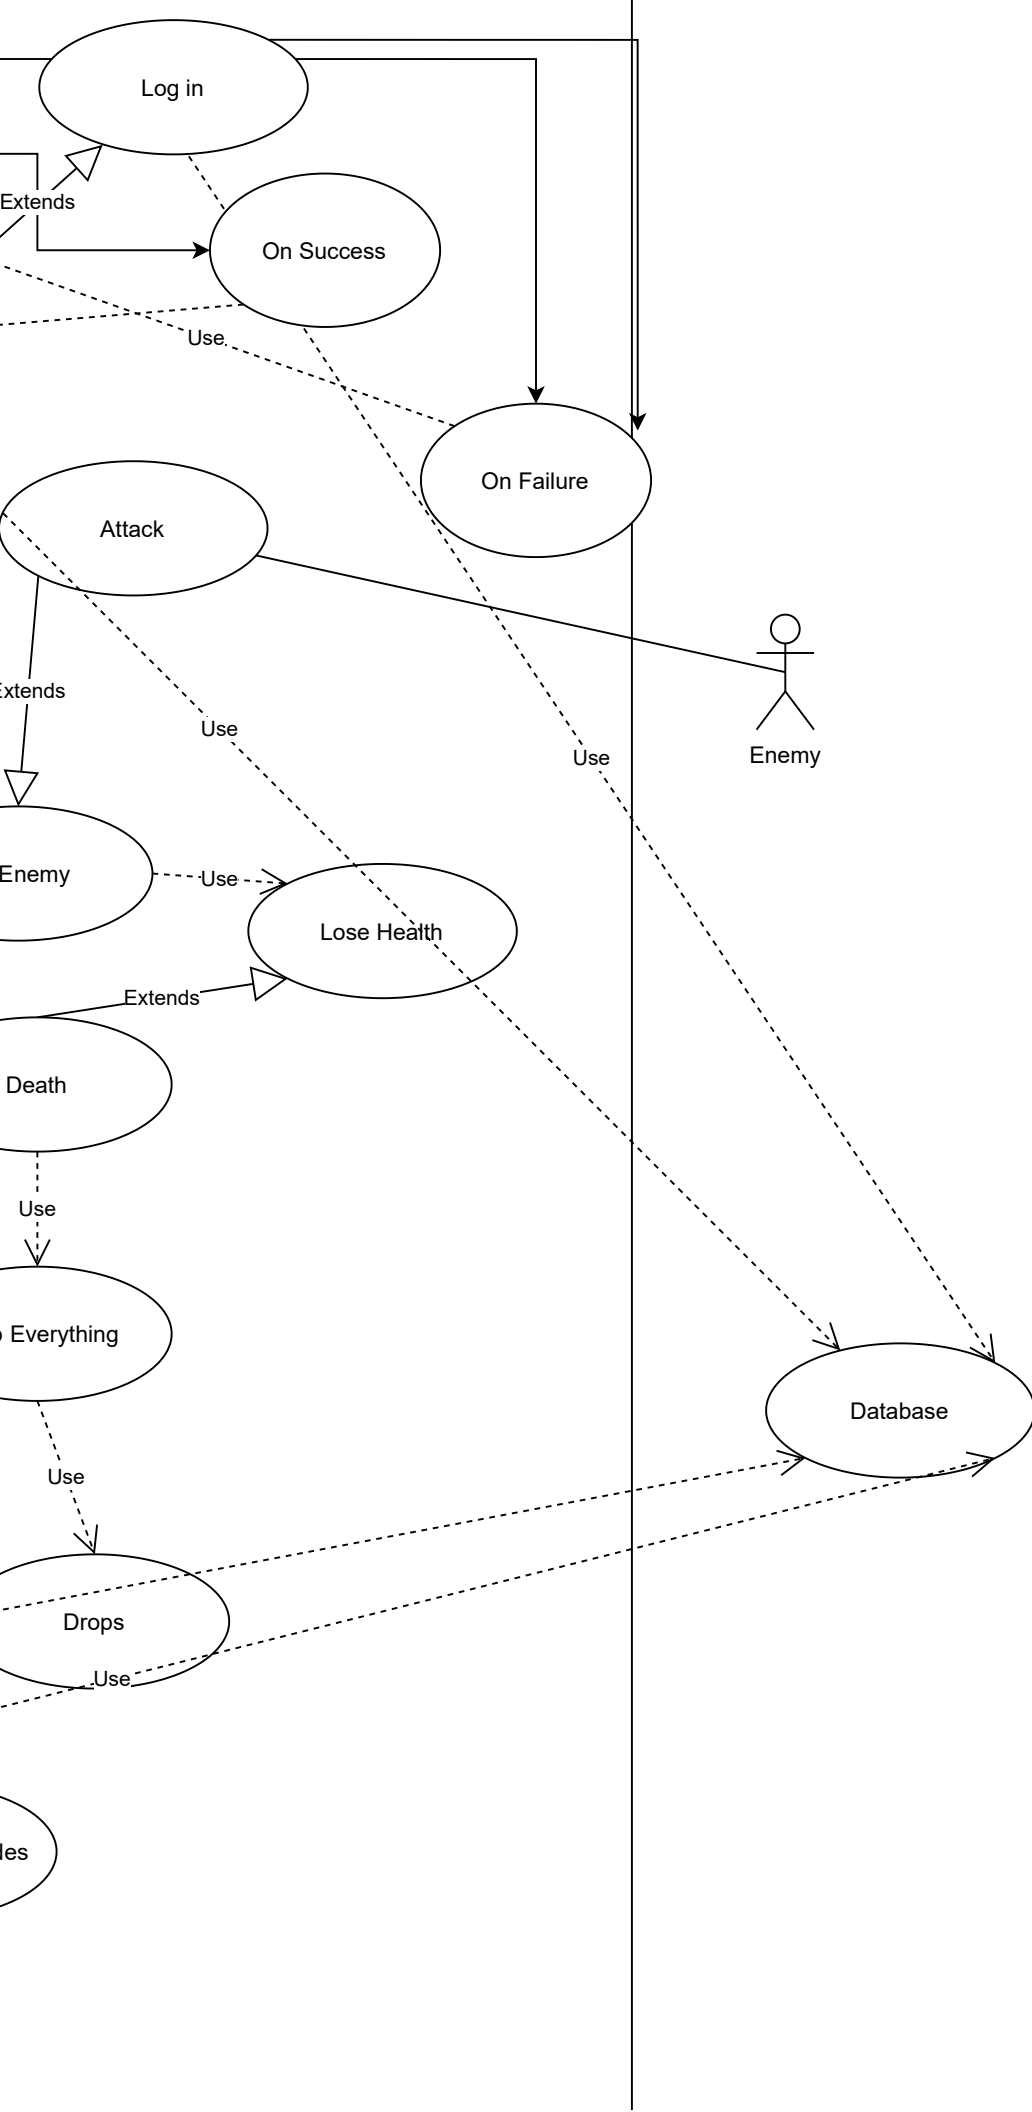 Log in
Extends
On Success
Use
On Failure
Attack
Extends
Use
Enemy
Use
Enemy
Use
Lose Health
Extends
Death
Use
Everything
Database
Use
Drops
Use